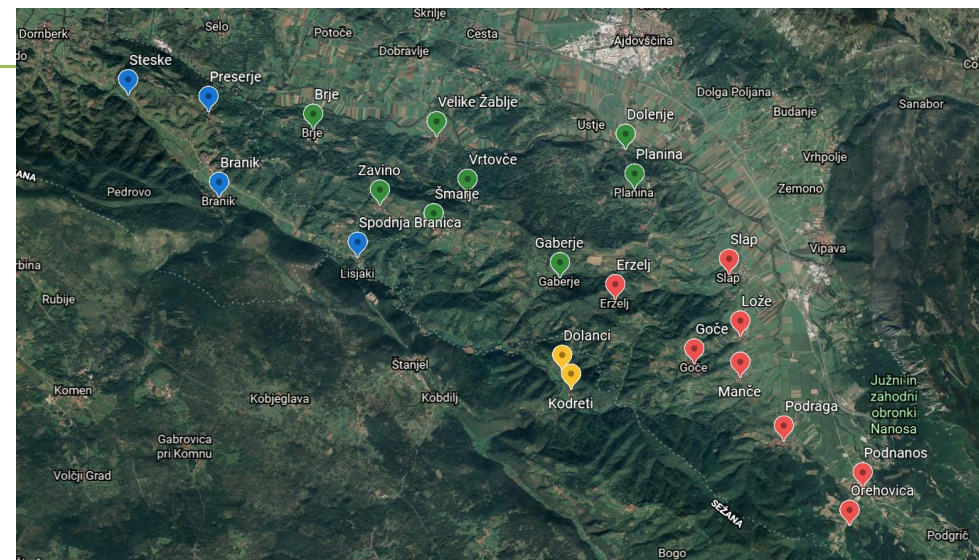 Skrilje
Selo
Dornberk
Potoče
Cesta
Ajdovščina
Dobravlje
do
Steske
Co
Preserje
Dolga Poljana
Brje
Velike Žablje
Sanabor
Budanje
Dolenje
Ustje
Brje
Planina
Vrhpolje
Vrtovče
Branik
Zavino
ANA
Pedrovo
Planina
Zemono
Šmarje
Branik
Spodnja Branica
Slap
Gaberje
Vipava
Erzelj
rbina
Lisjaki
Slap
Gaberje
Rubije
Erzelj
Lože
Goče
Dolanci
Štanjel
Goče
Južni in
zahodni
obronki
Nanosa
Komen
Manče
Kobjeglava
Kobdilj
Kodreti
Podraga
Gabrovica
pri Komnu
Podnanos
Volčji Grad
Orehovica
SEŽANA
Podgrič
Bogo